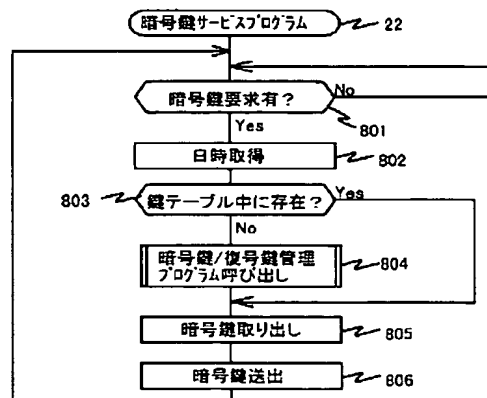 暗号鍵サービスプログラム 22
暗号鍵要求有？ No
801
Yes
日時取得 802
803 鍵テーブル中に存在？ Yes
No
暗号鍵/復号鍵管理
プログラム呼び出し 804
暗号鍵取り出し 805
暗号鍵送出 806